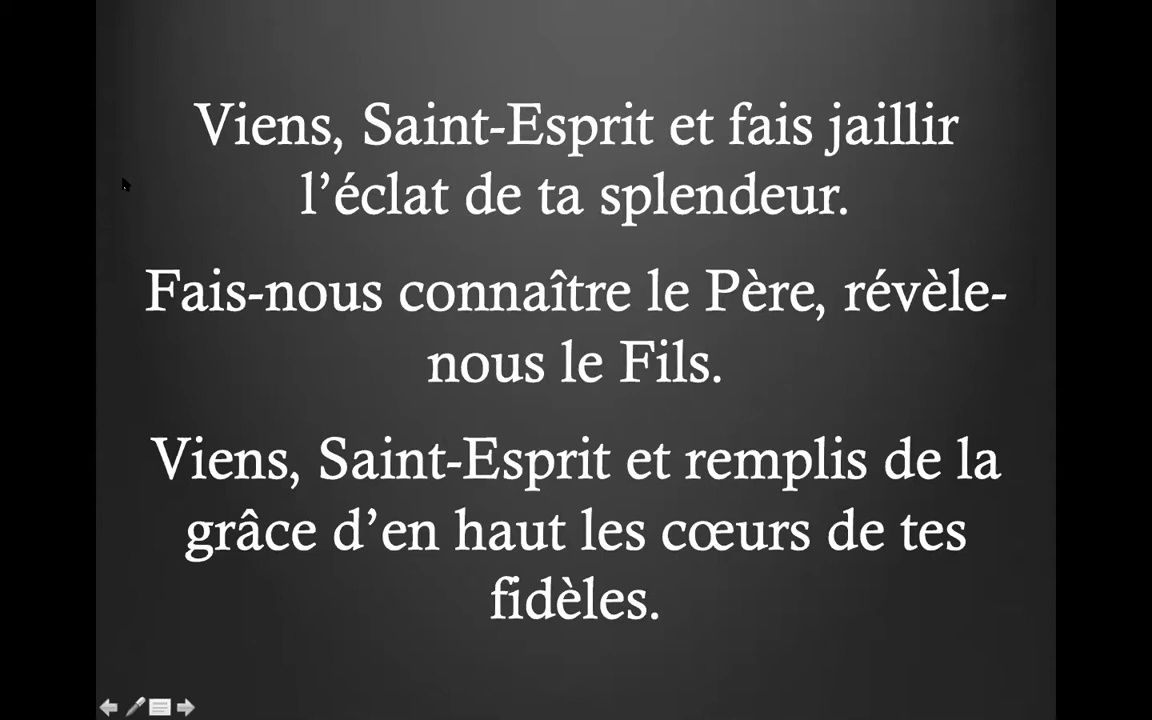 Viens, Saint-Esprit et fais jaillir
l’éclat de ta splendeur.
Fais-nous connaître le Père, révèle-
nous le Fils.
Viens, Saint-Esprit et remplis de la
grâce d’en haut les cœurs de tes
fidèles.